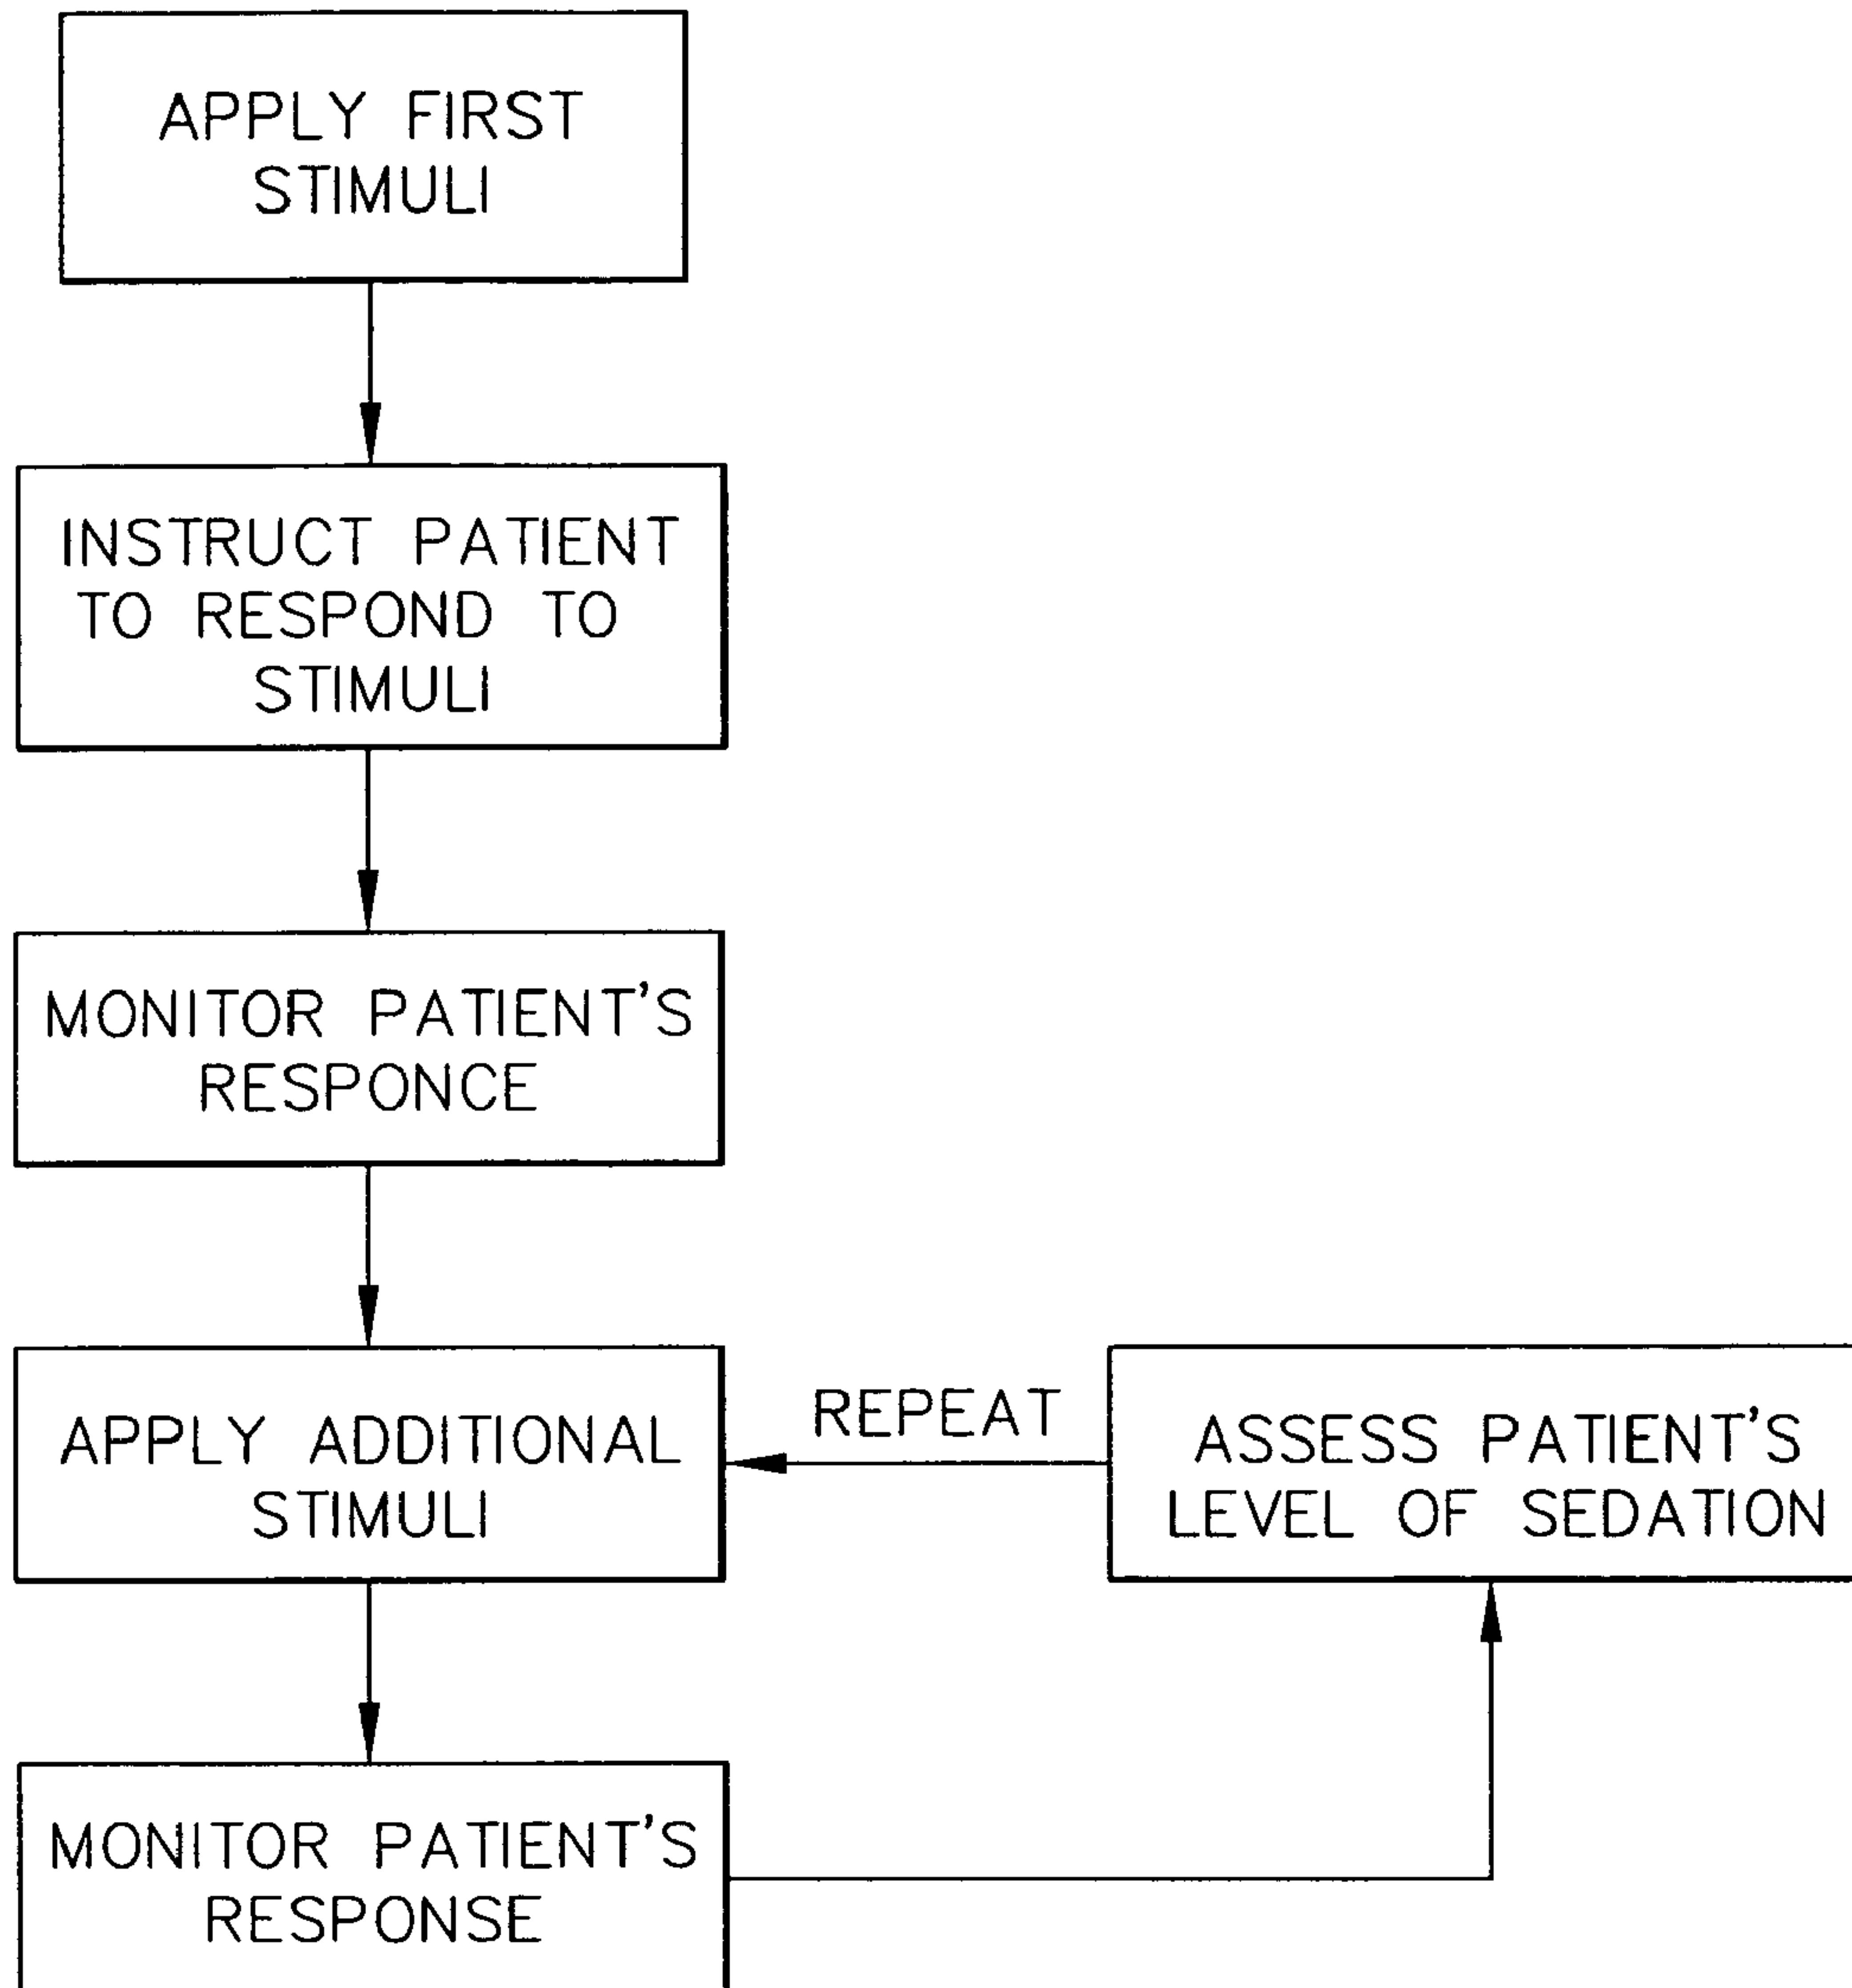 APPLY FIRST
STIMULI
INSTRUCT PATIENT
TO RESPOND TO
STIMULI
MONITOR PATIENT'S
RESPONCE
APPLY ADDITIONAL
STIMULI
REPEAT
ASSESS PATIENT'S
LEVEL OF SEDATION
MONITOR PATIENT'S
RESPONSE